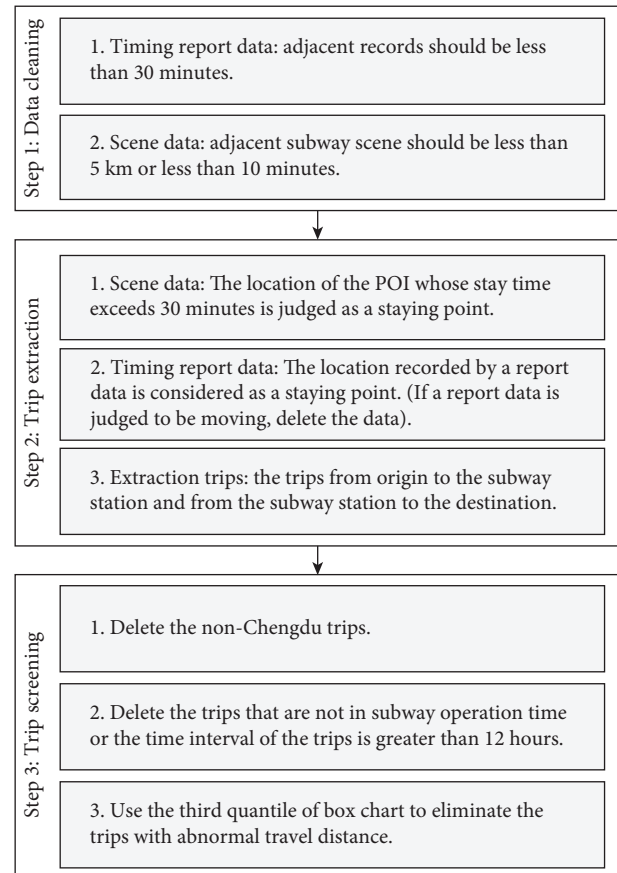 Step 1: Data cleaning
1. Timing report data: adjacent records should be less
than 30 minutes.
2. Scene data: adjacent subway scene should be less than
5 km or less than 10 minutes.
Step 2: Trip extraction
1. Scene data: The location of the POI whose stay time
exceeds 30 minutes is judged as a staying point.
2. Timing report data: The location recorded by a report
data is considered as a staying point. (If a report data is
judged to be moving, delete the data).
3. Extraction trips: the trips from origin to the subway
station and from the subway station to the destination.
Step 3: Trip screening
1. Delete the non-Chengdu trips.
2. Delete the trips that are not in subway operation time
or the time interval of the trips is greater than 12 hours.
3. Use the third quantile of box chart to eliminate the
trips with abnormal travel distance.